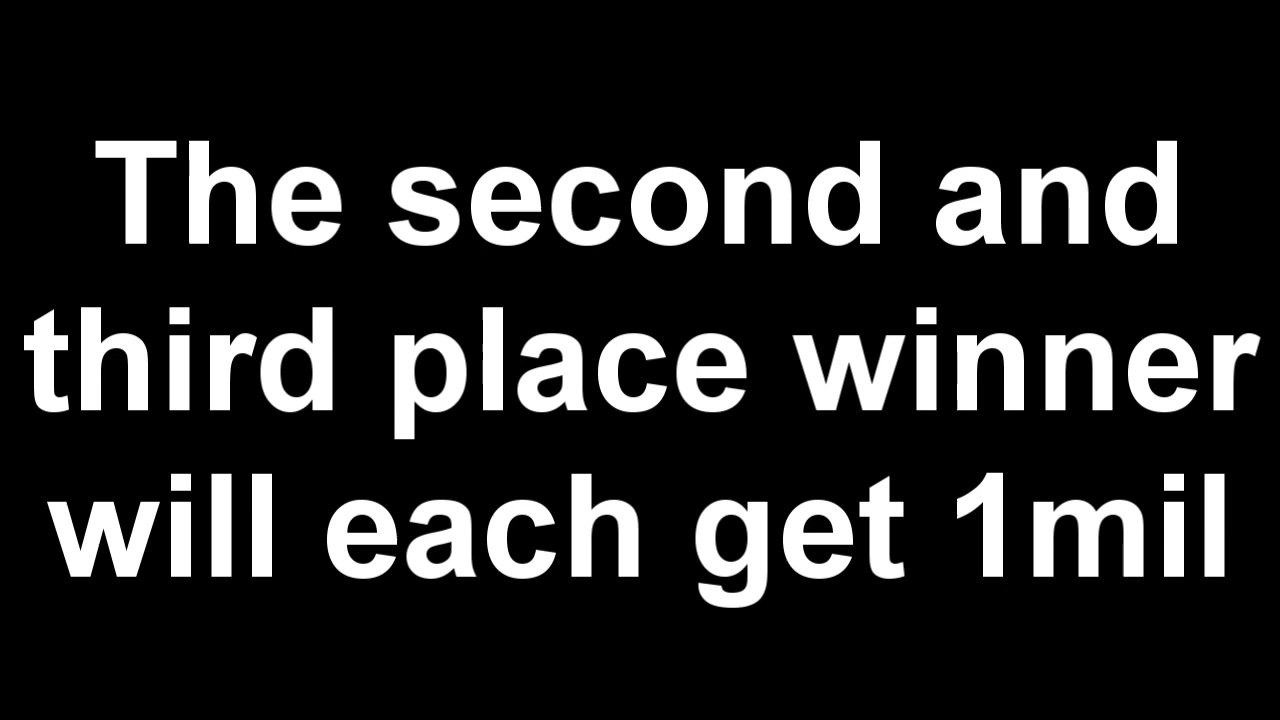 The second and
third place winner
will each get 1mil